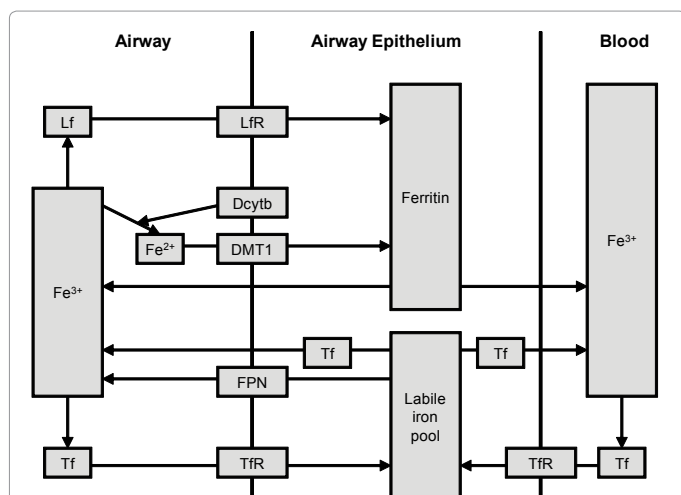 Airway
Airway Epithelium
Blood
Lf
LfR
Dcytb
Ferritin
Fe³⁺
Fe²⁺
DMT1
Fe³⁺
Tf
Tf
FPN
Labile
iron
pool
Tf
TfR
TfR
Tf